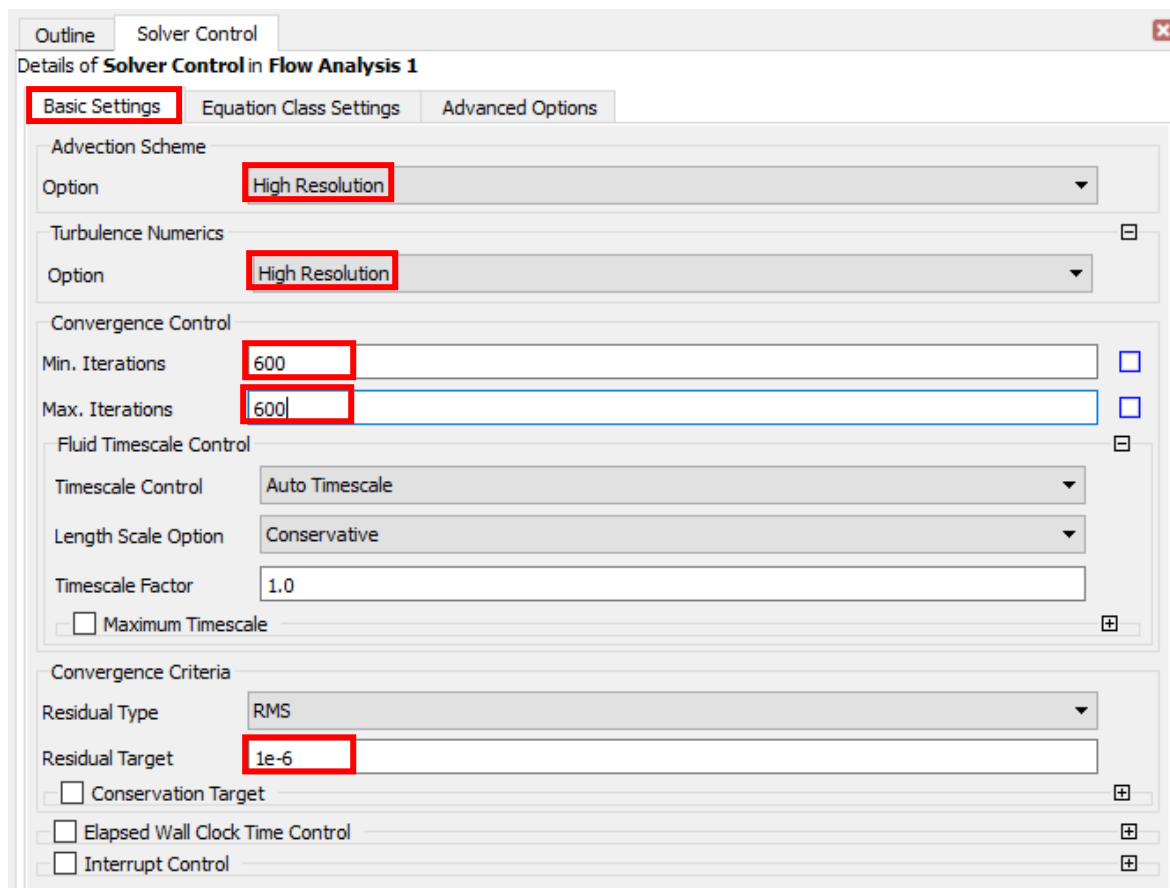 Outline Solver Control
Details of Solver Control in Flow Analysis 1
Basic Settings Equation Class Settings Advanced Options
Advection Scheme
Option High Resolution
Turbulence Numerics
Option High Resolution
Convergence Control
Min. Iterations 600
Max. Iterations 600
Fluid Timescale Control
Timescale Control Auto Timescale
Length Scale Option Conservative
Timescale Factor 1.0
Maximum Timescale
Convergence Criteria
Residual Type RMS
Residual Target 1e-6
Conservation Target
Elapsed Wall Clock Time Control
Interrupt Control